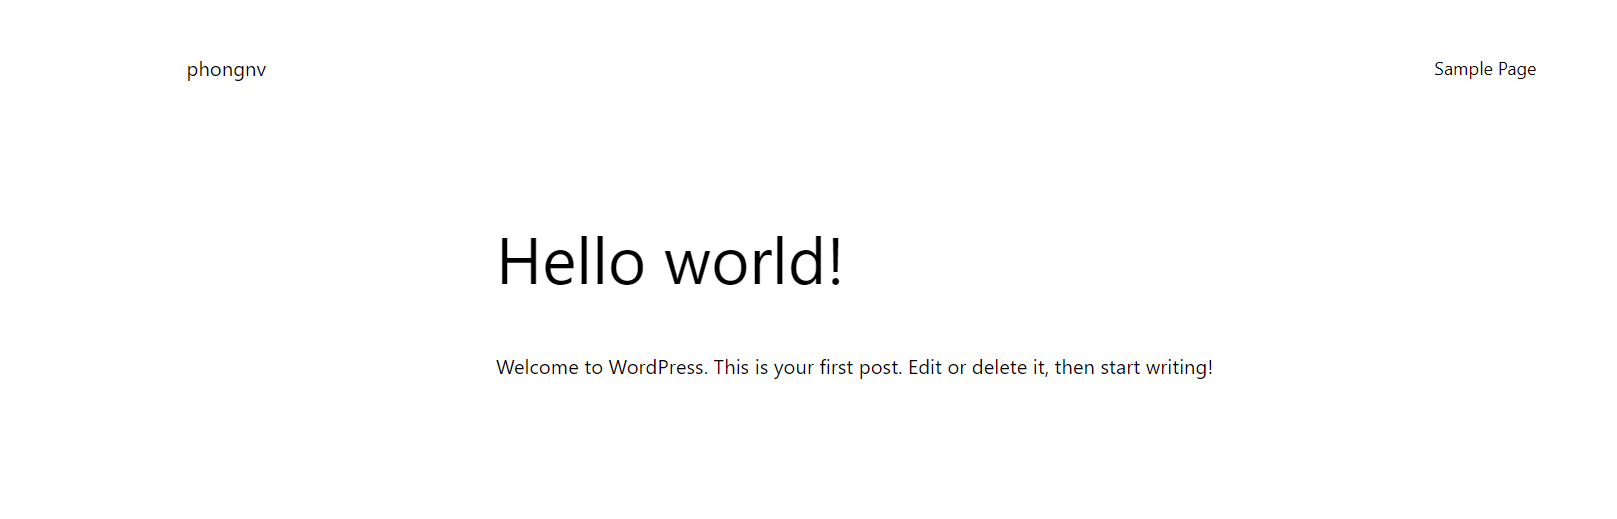 phongnv
Sample Page
Hello world!
Welcome to WordPress. This is your first post. Edit or delete it, then start writing!